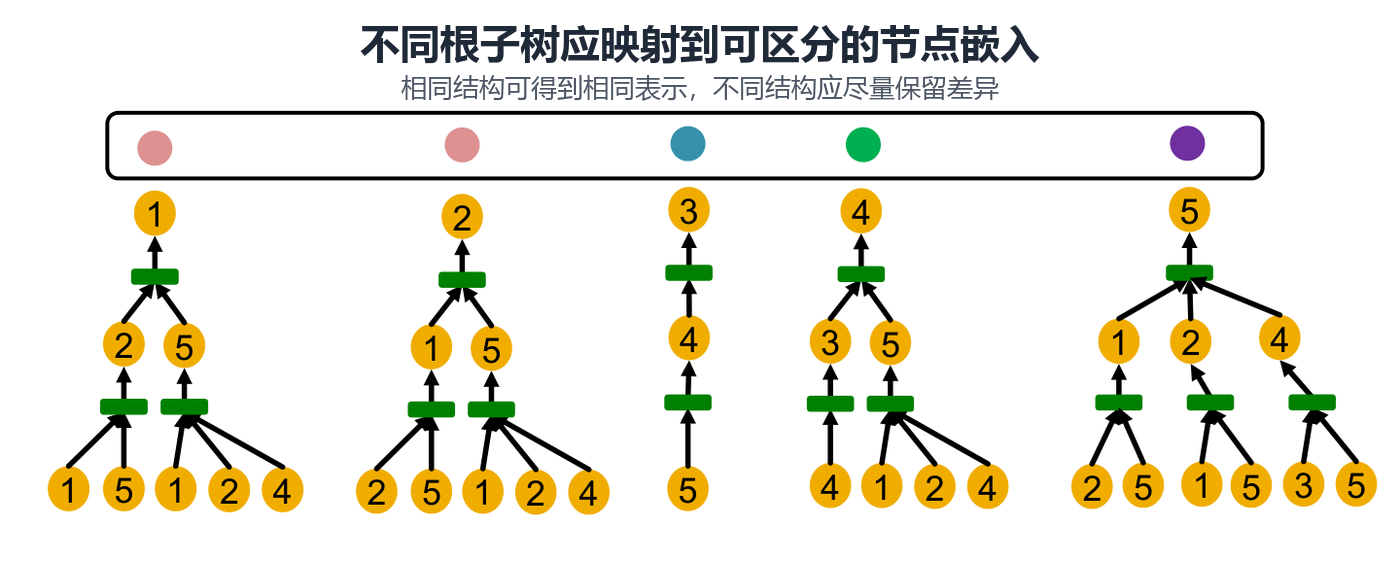 不同根子树应映射到可区分的节点嵌入
相同结构可得到相同表示，不同结构应尽量保留差异
1 2 3 4 5
2 5 1 5 4 3 5 1 2 4
1 5 1 2 4 2 5 1 2 4 5 4 1 2 4 2 5 1 5 3 5